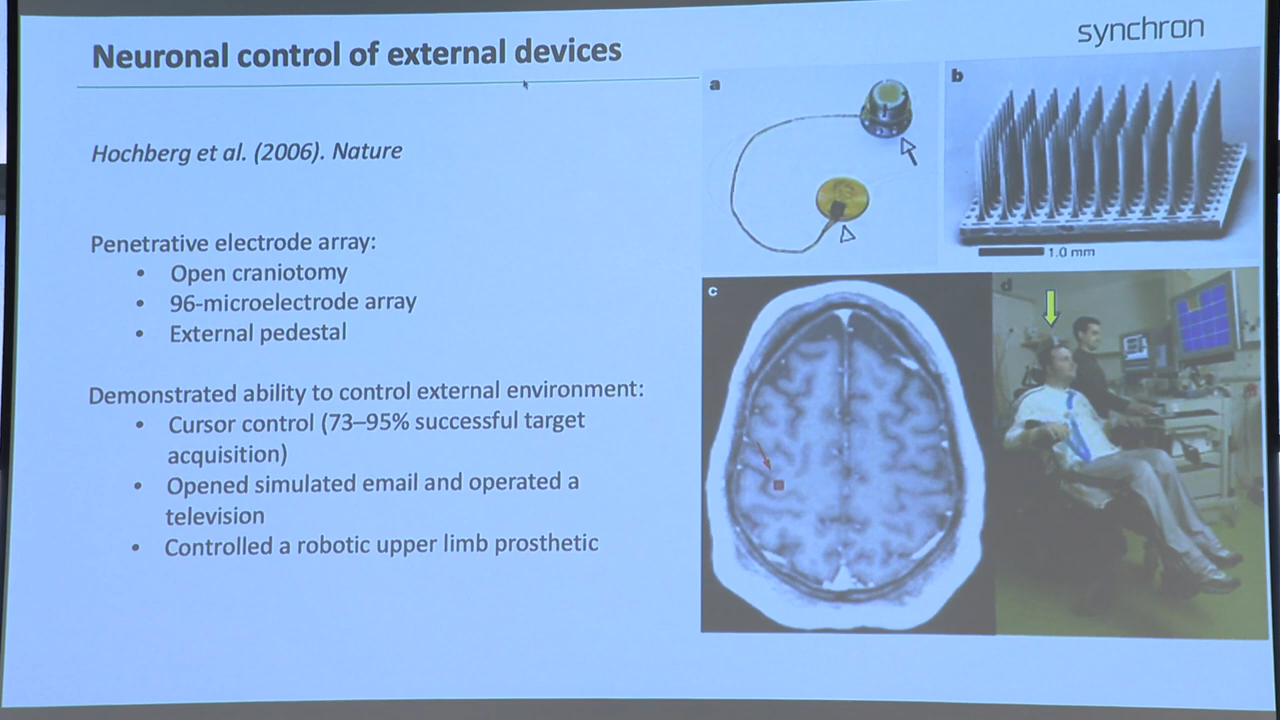 Neuronal control of external devices
synchron
Hochberg et al. (2006). Nature
Penetrative electrode array:
• Open craniotomy
• 96-microelectrode array
• External pedestal
Demonstrated ability to control external environment:
• Cursor control (73–95% successful target
acquisition)
• Opened simulated email and operated a
television
• Controlled a robotic upper limb prosthetic
a
b
1.0 mm
c
d